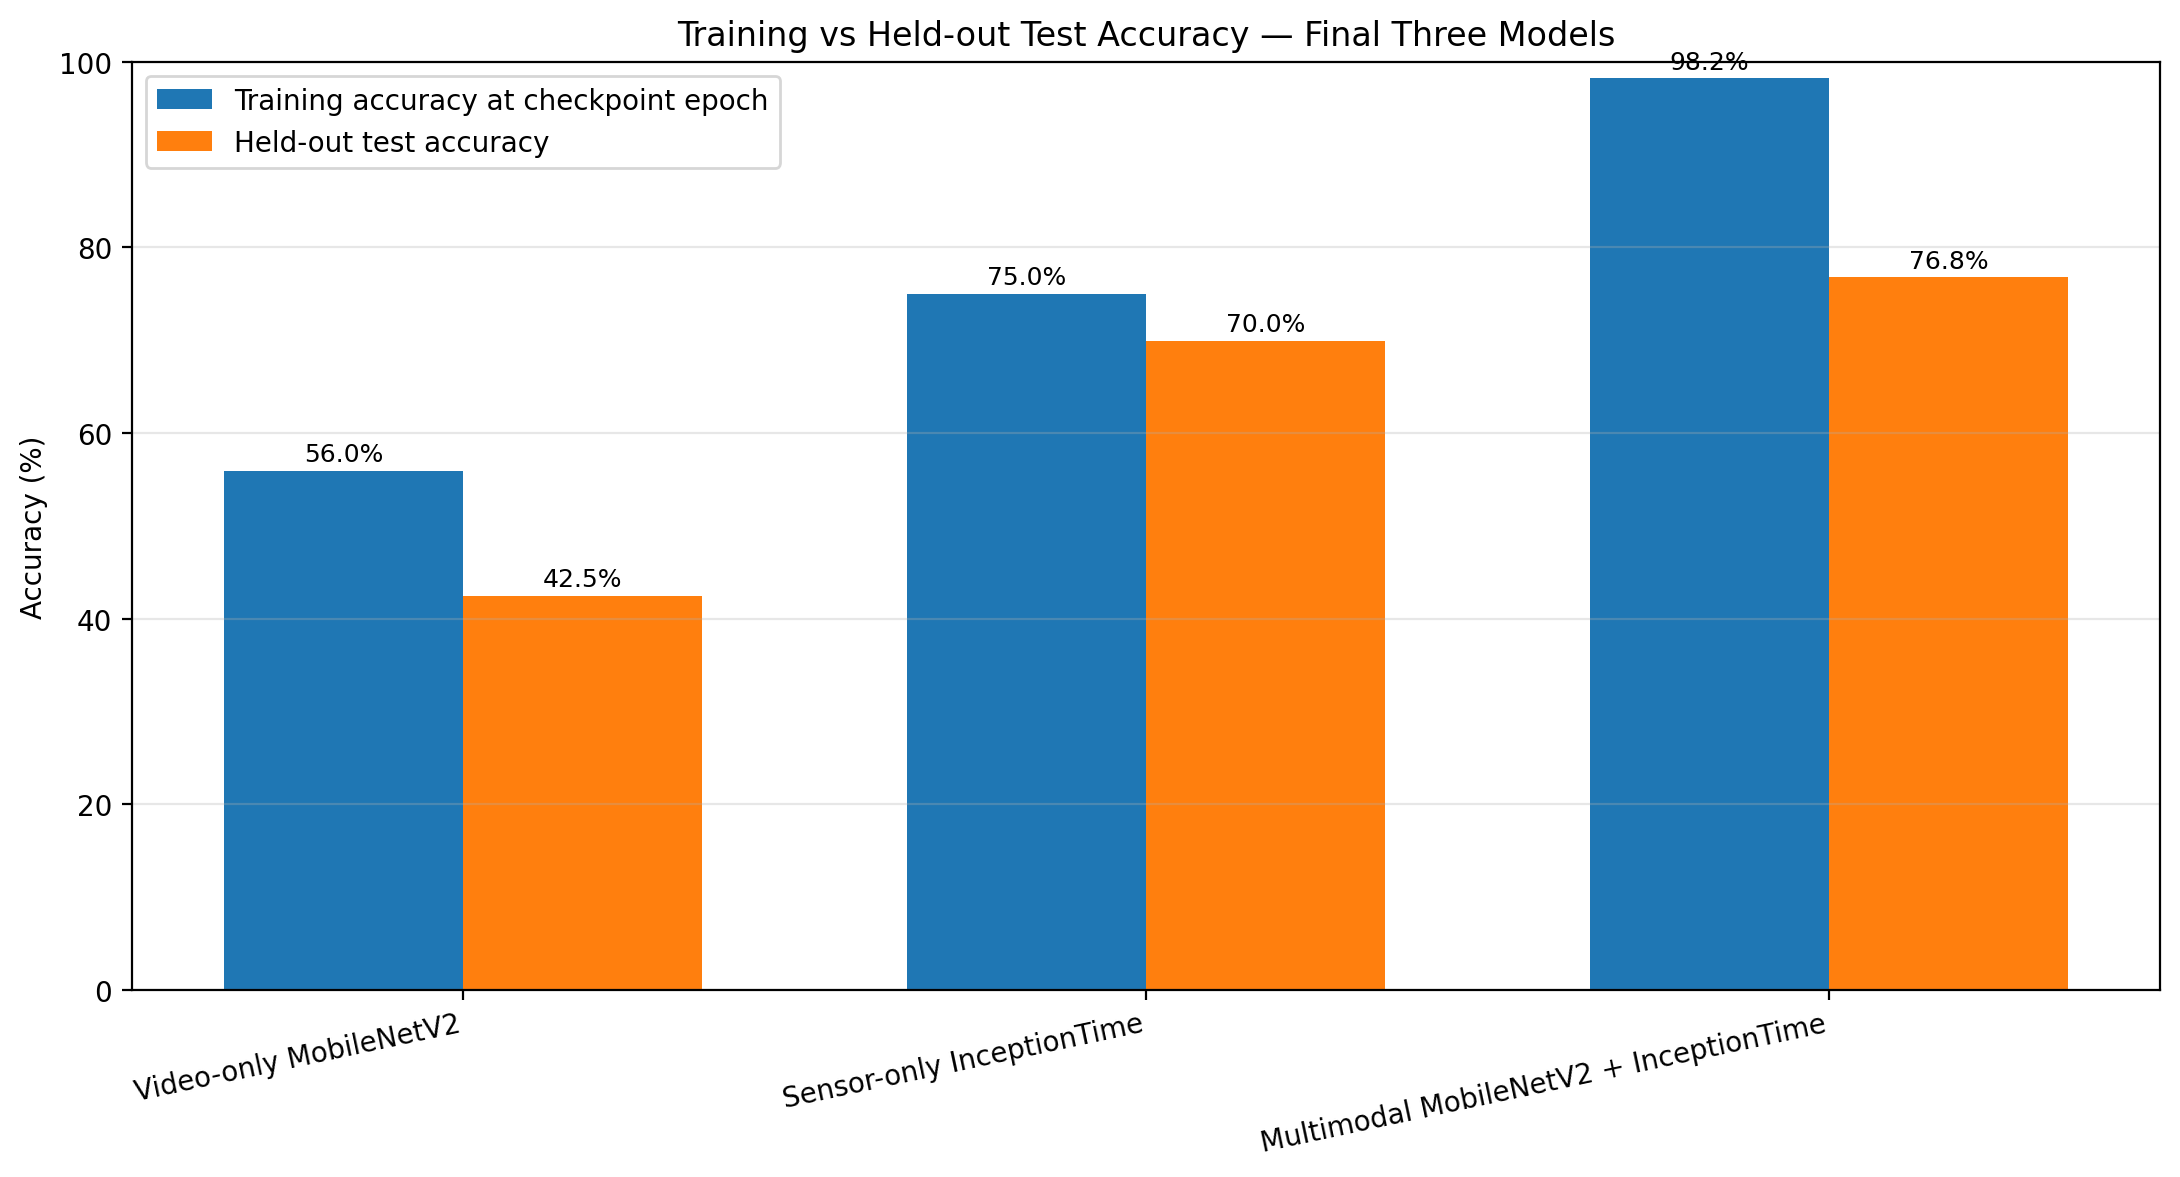 Training vs Held-out Test Accuracy — Final Three Models
100
80
60
40
20
0
Accuracy (%)
Training accuracy at checkpoint epoch
Held-out test accuracy
56.0%
42.5%
75.0%
70.0%
98.2%
76.8%
Video-only MobileNetV2
Sensor-only InceptionTime
Multimodal MobileNetV2 + InceptionTime